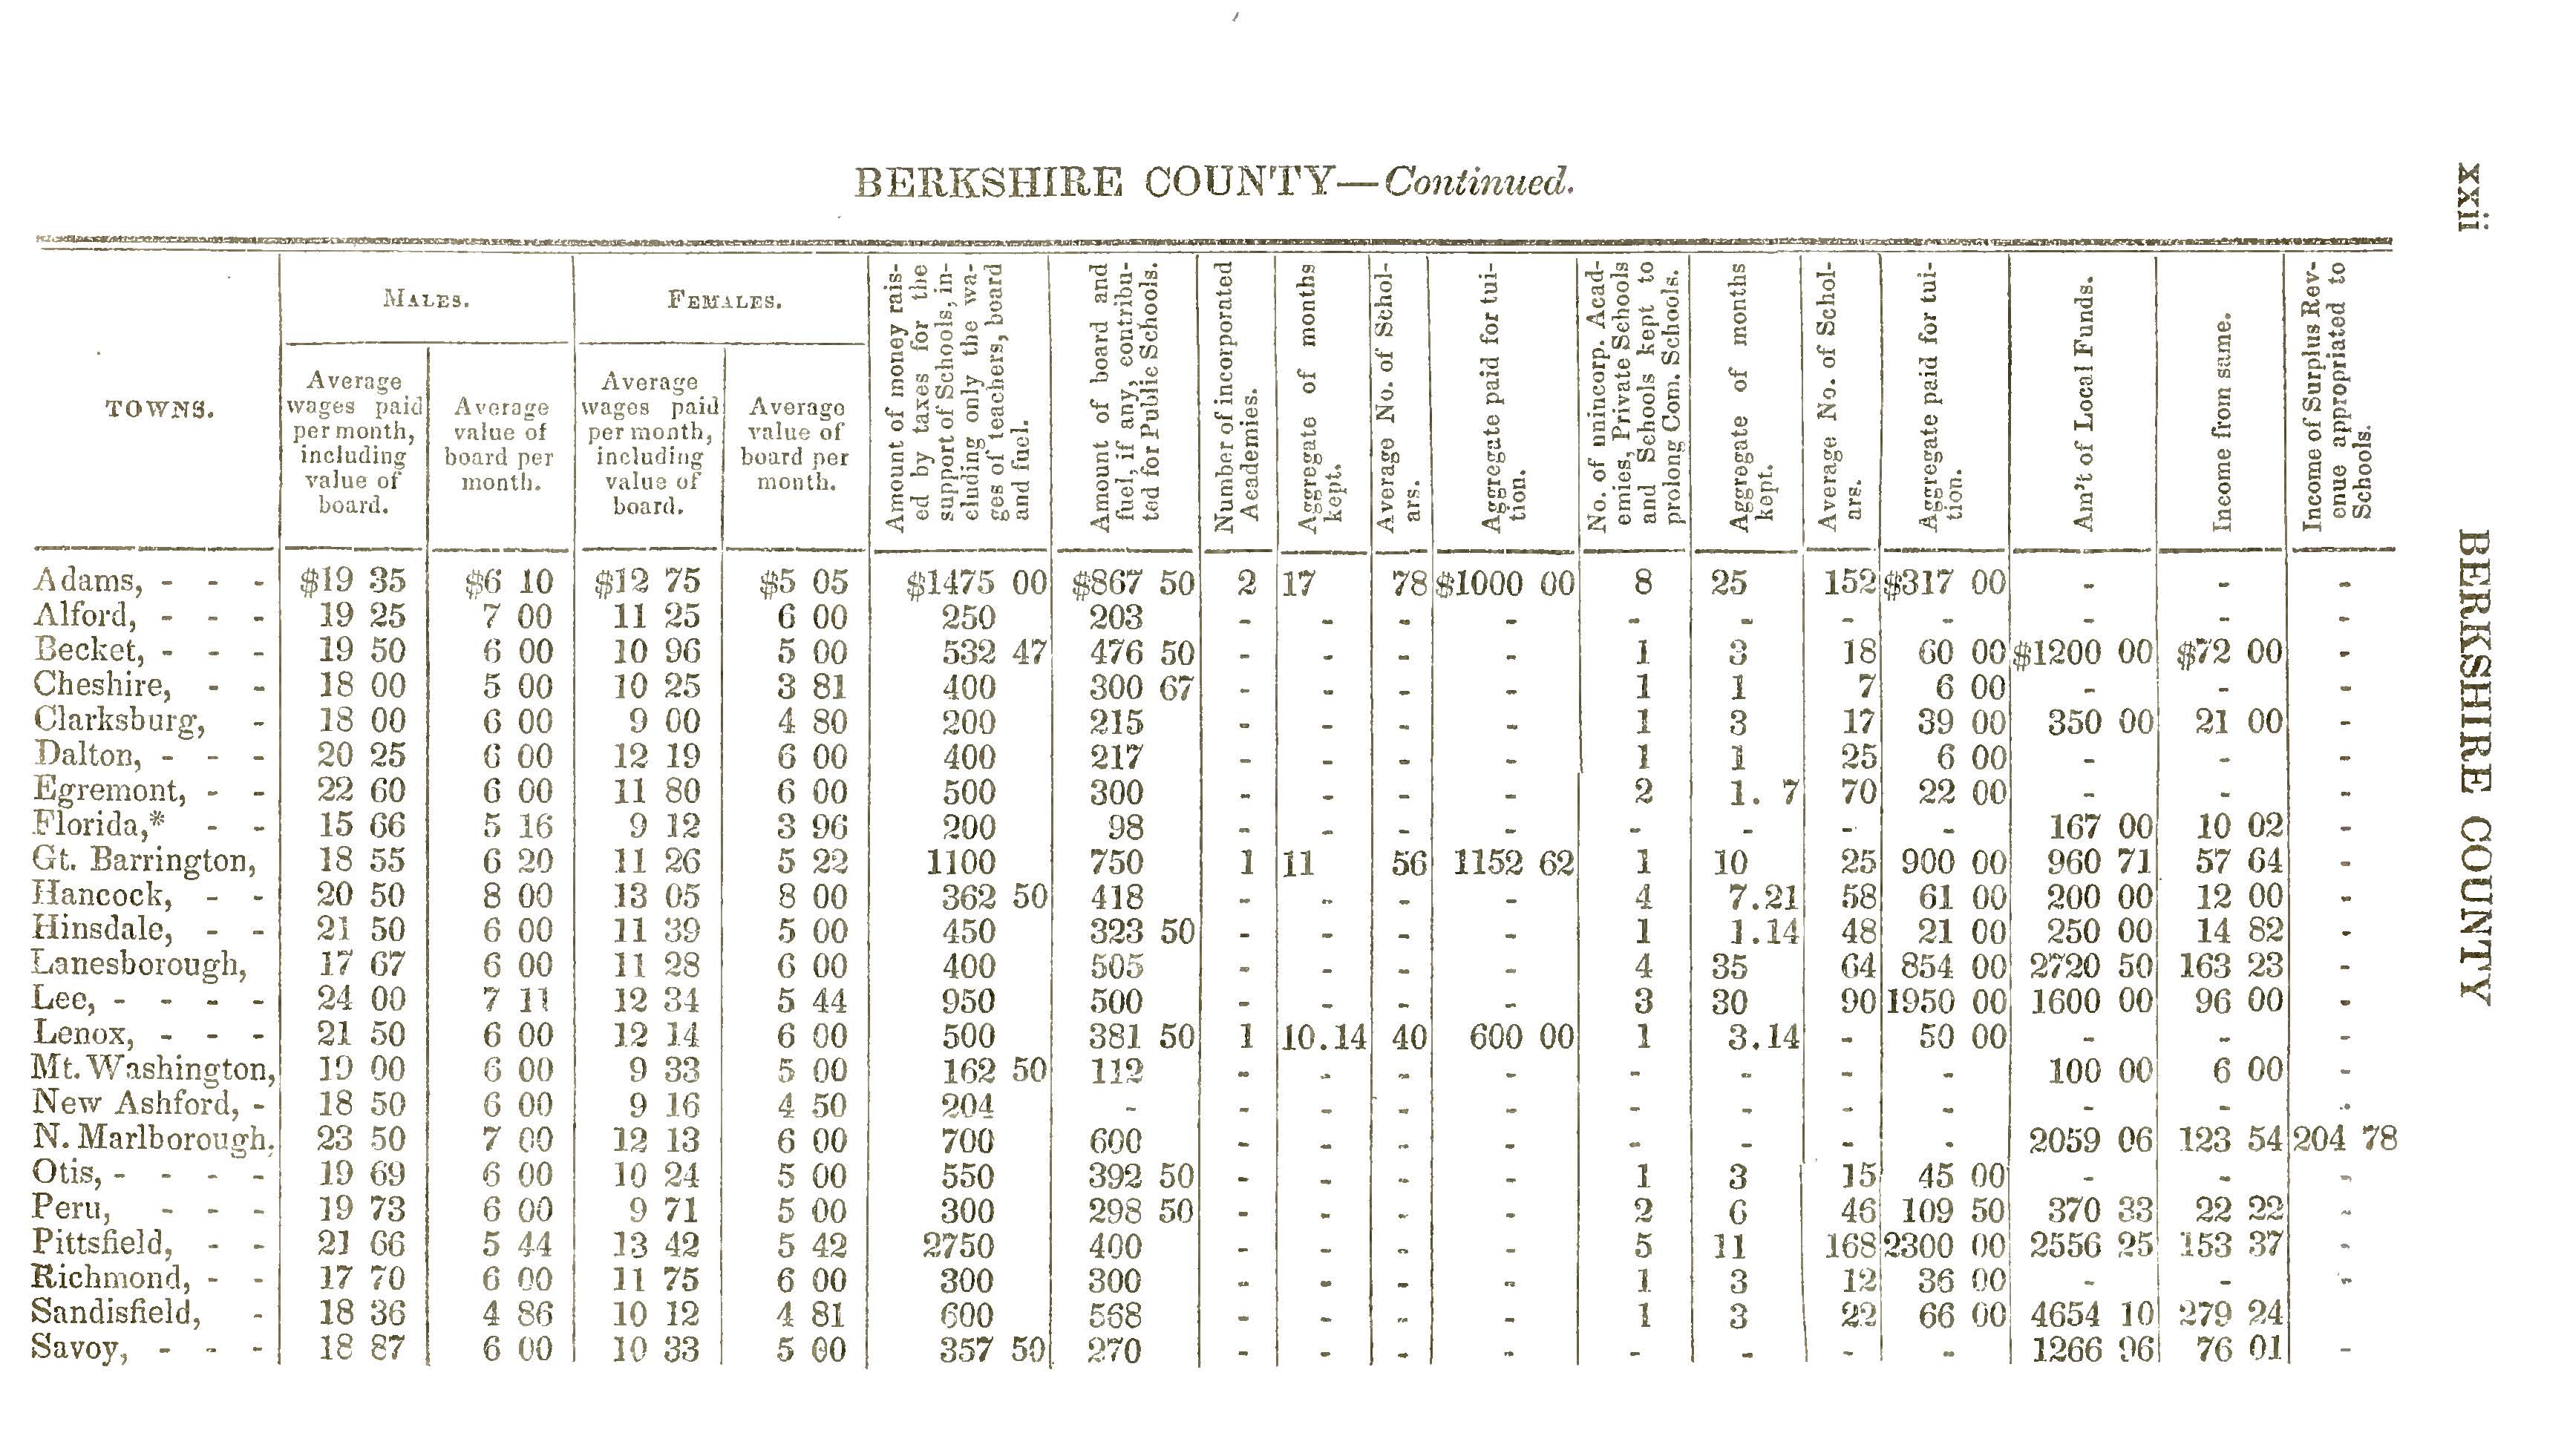 BERKSHIRE COUNTY—Continued.
xxii
BERKSHIRE COUNTY
TOWNS.
MALES.
Average wages paid per month, including value of board.
Average value of board per month.
FEMALES.
Average wages paid per month, including value of board.
Average value of board per month.
Amount of money rais-
ed by taxes for the
support of Schools, in-
cluding only the wa-
ges of teachers, board
and fuel.
Amount of board and
fuel, if any, contribu-
ted for Public Schools.
Number of incorporated
Academies.
Aggregate of months
kept.
Average No. of Schol-
ars.
Aggregate paid for tui-
tion.
No. of unincorp. Acad-
emies, Private Schools
and Schools kept to
prolong Com. Schools.
Aggregate of months
kept.
Average No. of Schol-
ars.
Aggregate paid for tui-
tion.
Am't of Local Funds.
Income from same.
Income of Surplus Rev-
enue appropriated to
Schools.
Adams, - - - $19 35 $6 10 $12 75 $5 05 $1475 00 $867 50 2 17 78 $1000 00 8 25 152 $317 00 - - -
Alford, - - - 19 25 7 00 11 25 6 00 250 203 - - - - - - - - - - -
Becket, - - - 19 50 6 00 10 96 5 00 532 47 476 50 - - - - 1 3 18 60 00 $1200 00 $72 00 -
Cheshire, - - 18 00 5 00 10 25 3 81 400 300 67 - - - - 1 1 7 6 00 - - -
Clarksburg, - 18 00 6 00 9 00 4 80 200 215 - - - - 1 3 17 39 00 350 00 21 00 -
Dalton, - - - 20 25 6 00 12 19 6 00 400 217 - - - - 1 1 25 6 00 - - -
Egremont, - - 22 60 6 00 11 80 6 00 500 300 - - - - 2 1. 7 70 22 00 - - -
Florida,* - - 15 66 5 16 9 12 3 96 200 98 - - - - - - - - 167 00 10 02 -
Gt. Barrington, 18 55 6 20 11 26 5 22 1100 750 1 11 56 1152 62 1 10 25 900 00 960 71 57 64 -
Hancock, - - 20 50 8 00 13 05 8 00 362 50 418 - - - - 4 7.21 58 61 00 200 00 12 00 -
Hinsdale, - - 21 50 6 00 11 39 5 00 450 323 50 - - - - 1 1.14 48 21 00 250 00 14 82 -
Lanesborough, 17 67 6 00 11 28 6 00 400 505 - - - - 4 35 64 854 00 2720 50 163 23 -
Lee, - - - - 24 00 7 11 12 34 5 44 950 500 - - - - 3 30 90 1950 00 1600 00 96 00 -
Lenox, - - - 21 50 6 00 12 14 6 00 500 381 50 1 10.14 40 600 00 1 3.14 - 50 00 - - -
Mt. Washington, 19 00 6 00 9 33 5 00 162 50 112 - - - - - - - - 100 00 6 00 -
New Ashford, - 18 50 6 00 9 16 4 50 204 - - - - - - - - - - - -
N. Marlborough, 23 50 7 00 12 13 6 00 700 600 - - - - - - - - 2059 06 123 54 204 78
Otis, - - - - 19 69 6 00 10 24 5 00 550 392 50 - - - - 1 3 15 45 00 - - -
Peru, - - - 19 73 6 00 9 71 5 00 300 298 50 - - - - 2 6 46 109 50 370 33 22 22 -
Pittsfield, - - 21 66 5 44 13 42 5 42 2750 400 - - - - 5 11 168 2300 00 2556 25 153 37 -
Richmond, - - 17 70 6 00 11 75 6 00 300 300 - - - - 1 3 12 36 00 - - -
Sandisfield, - 18 36 4 86 10 12 4 81 600 568 - - - - 1 3 22 66 00 4654 10 279 24
Savoy, - - - 18 87 6 00 10 33 5 00 357 50 270 - - - - - - - - 1266 96 76 01 -